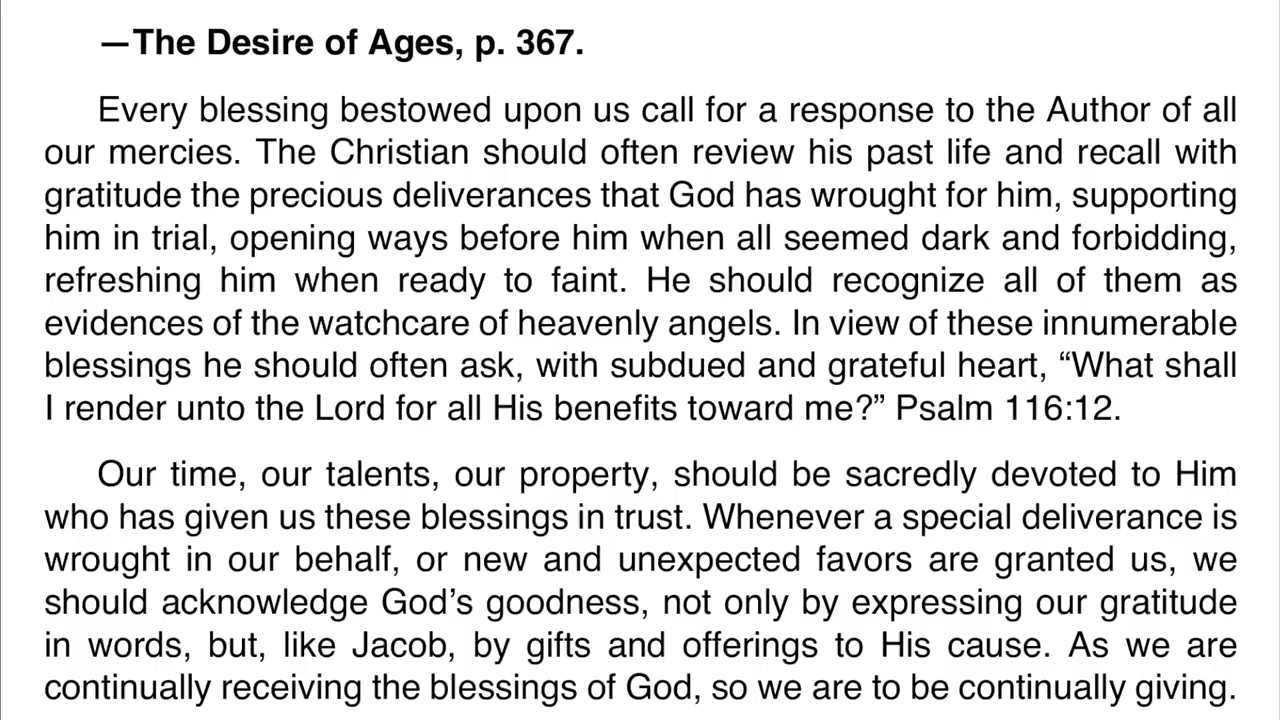 —The Desire of Ages, p. 367.
Every blessing bestowed upon us call for a response to the Author of all
our mercies. The Christian should often review his past life and recall with
gratitude the precious deliverances that God has wrought for him, supporting
him in trial, opening ways before him when all seemed dark and forbidding,
refreshing him when ready to faint. He should recognize all of them as
evidences of the watchcare of heavenly angels. In view of these innumerable
blessings he should often ask, with subdued and grateful heart, “What shall
I render unto the Lord for all His benefits toward me?” Psalm 116:12.
Our time, our talents, our property, should be sacredly devoted to Him
who has given us these blessings in trust. Whenever a special deliverance is
wrought in our behalf, or new and unexpected favors are granted us, we
should acknowledge God’s goodness, not only by expressing our gratitude
in words, but, like Jacob, by gifts and offerings to His cause. As we are
continually receiving the blessings of God, so we are to be continually giving.